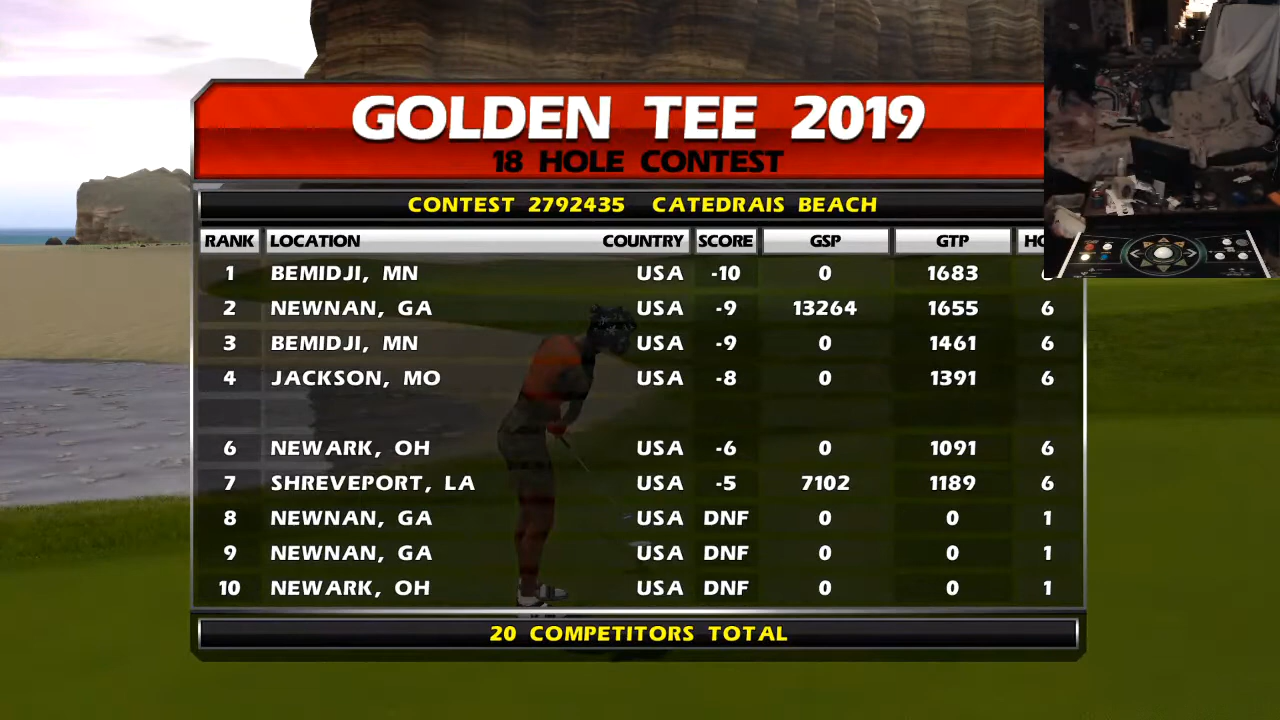 GOLDEN TEE 2019
18 HOLE CONTEST
CONTEST 2792435 CATEDRAIS BEACH
RANK LOCATION COUNTRY SCORE GSP GTP
1 BEMIDJI, MN USA -10 0 1683
2 NEWNAN, GA USA -9 13264 1655 6
3 BEMIDJI, MN USA -9 0 1461 6
4 JACKSON, MO USA -8 0 1391 6
6 NEWARK, OH USA -6 0 1091 6
7 SHREVEPORT, LA USA -5 7102 1189 6
8 NEWNAN, GA USA DNF 0 0 1
9 NEWNAN, GA USA DNF 0 0 1
10 NEWARK, OH USA DNF 0 0 1
20 COMPETITORS TOTAL